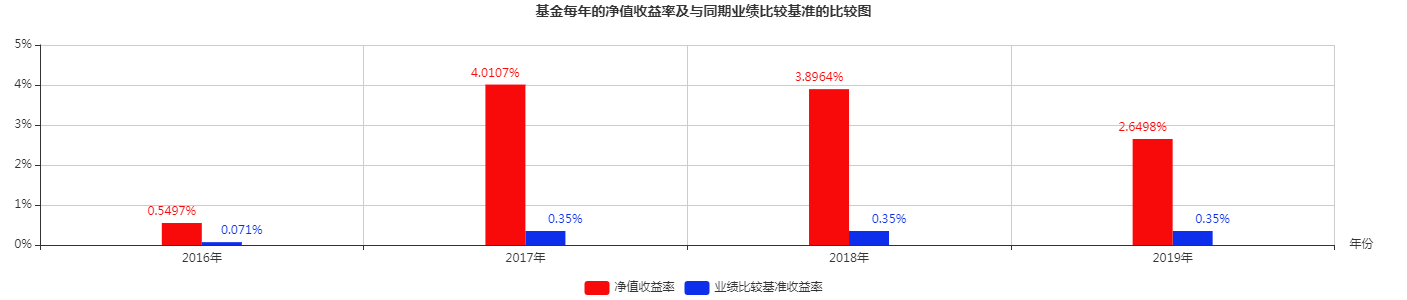 基金每年的净值收益率及与同期业绩比较基准的比较图
5%
4%
3%
2%
1%
0%
0.5497%
0.071%
4.0107%
0.35%
3.8964%
0.35%
2.6498%
0.35%
2016年
2017年
2018年
2019年
年份
净值收益率
业绩比较基准收益率